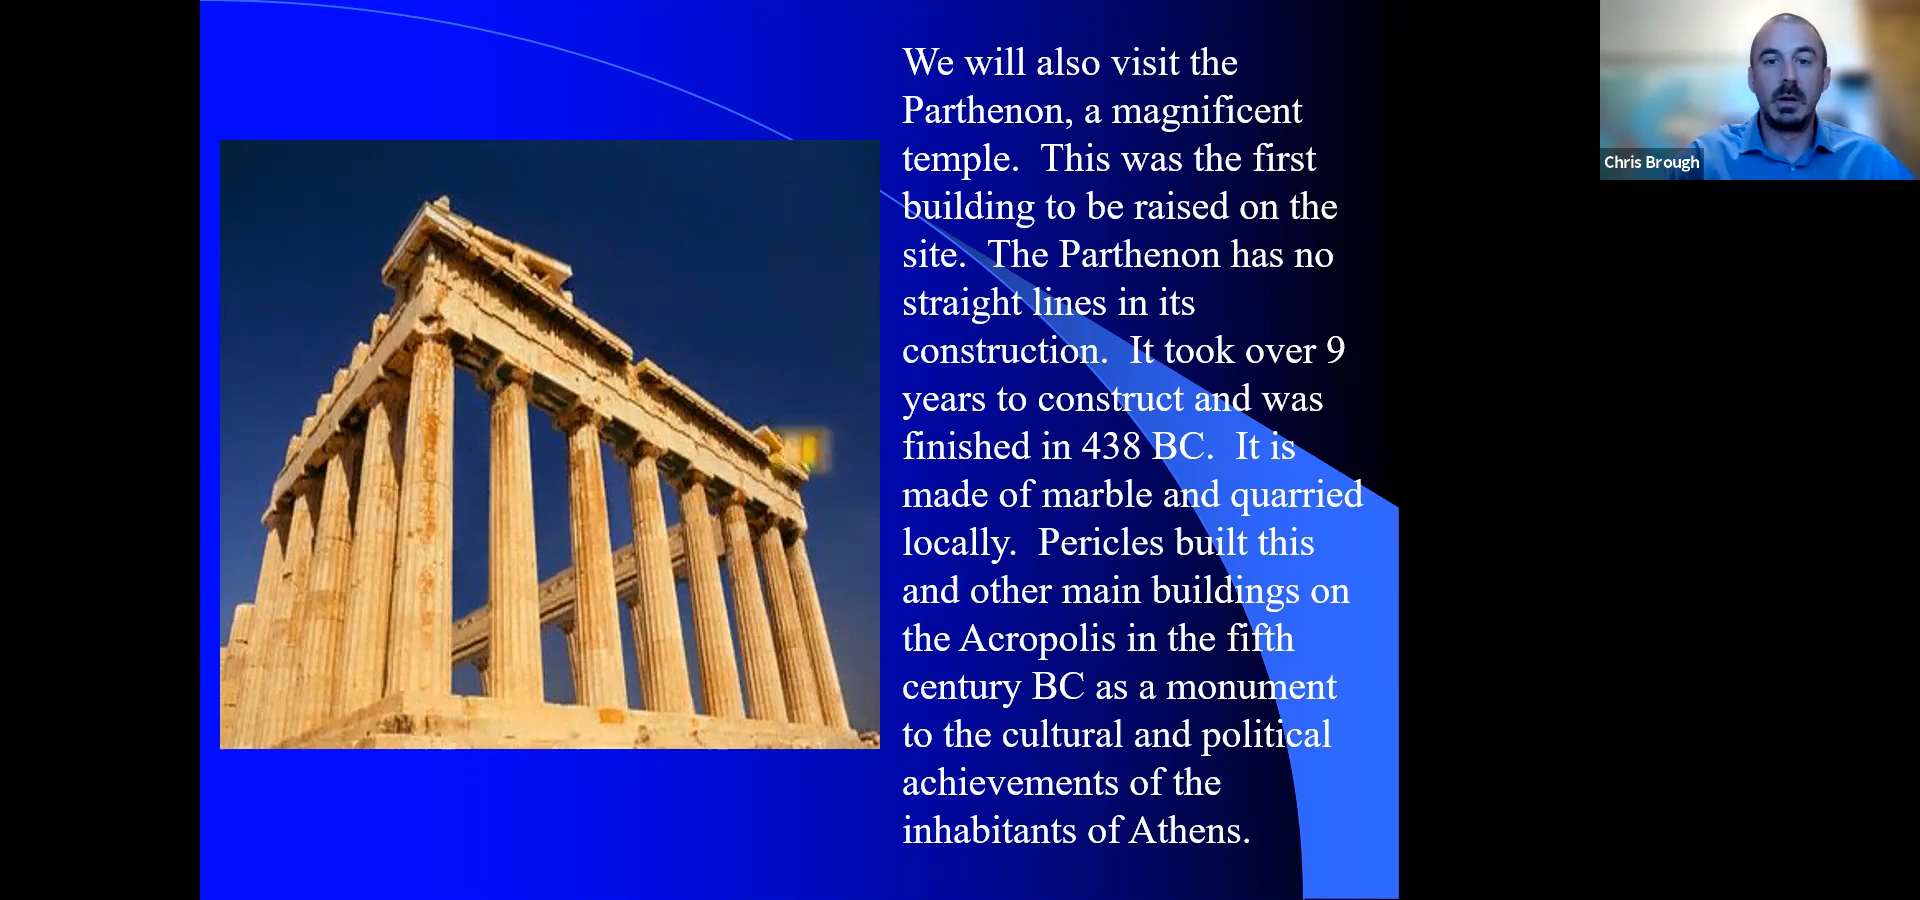 We will also visit the
Parthenon, a magnificent
temple.  This was the first
building to be raised on the
site.  The Parthenon has no
straight lines in its
construction.  It took over 9
years to construct and was
finished in 438 BC.  It is
made of marble and quarried
locally.  Pericles built this
and other main buildings on
the Acropolis in the fifth
century BC as a monument
to the cultural and political
achievements of the
inhabitants of Athens.
Chris Brough